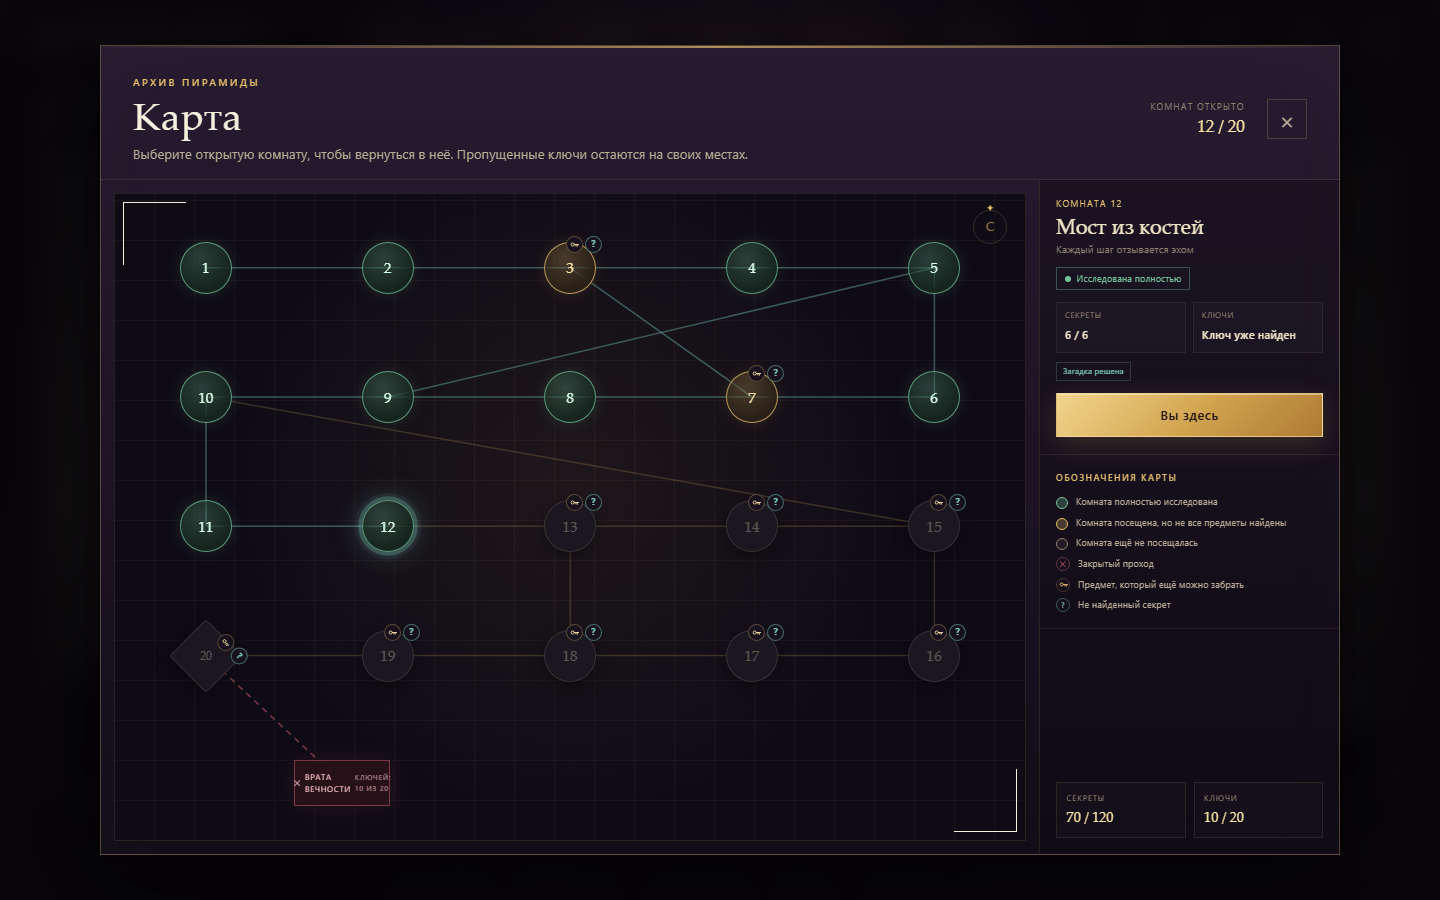 АРХИВ ПИРАМИДЫ
Карта
Выберите открытую комнату, чтобы вернуться в неё. Пропущенные ключи остаются на своих местах.
КОМНАТ ОТКРЫТО
12 / 20
×
С
1 2 3 ? 4 5
10 9 8 7 ? 6
11 12 13 ? 14 ? 15 ?
20 ? 19 ? 18 ? 17 ? 16 ?
× ВРАТА ВЕЧНОСТИ
КЛЮЧЕЙ: 10 ИЗ 20
КОМНАТА 12
Мост из костей
Каждый шаг отзывается эхом
Исследована полностью
СЕКРЕТЫ
6 / 6
КЛЮЧИ
Ключ уже найден
Загадка решена
Вы здесь
ОБОЗНАЧЕНИЯ КАРТЫ
Комната полностью исследована
Комната посещена, но не все предметы найдены
Комната ещё не посещалась
× Закрытый проход
Предмет, который ещё можно забрать
? Не найденный секрет
СЕКРЕТЫ
70 / 120
КЛЮЧИ
10 / 20